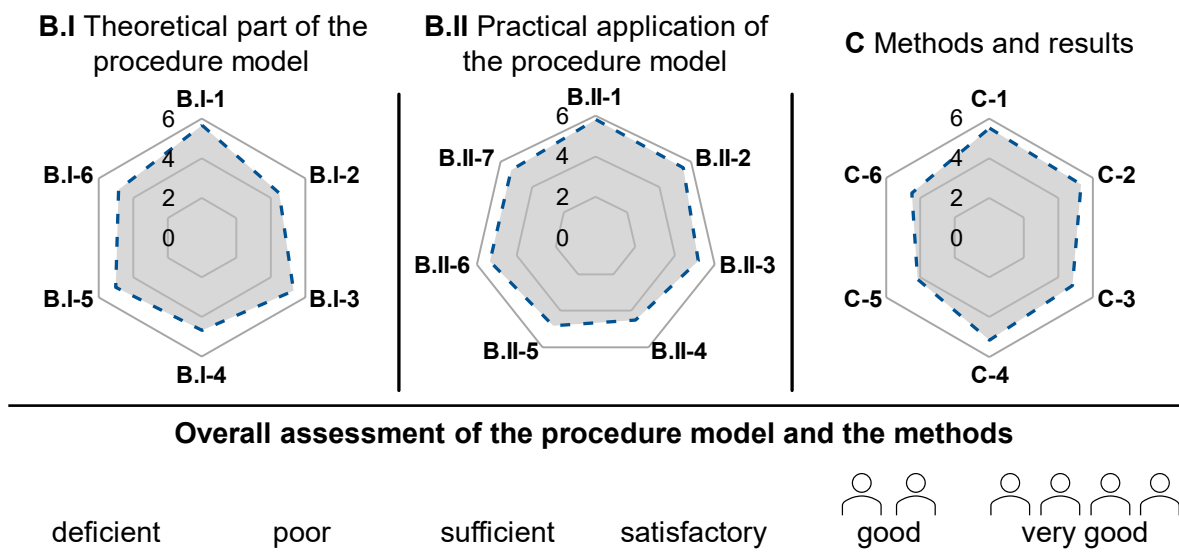 B.I Theoretical part of the
procedure model
B.I-1
6
4
2
0
B.I-2
B.I-3
B.I-4
B.I-5
B.I-6
B.II Practical application of
the procedure model
B.II-1
6
4
2
0
B.II-2
B.II-3
B.II-4
B.II-5
B.II-6
B.II-7
C Methods and results
C-1
6
4
2
0
C-2
C-3
C-4
C-5
C-6
Overall assessment of the procedure model and the methods
deficient poor sufficient satisfactory good very good